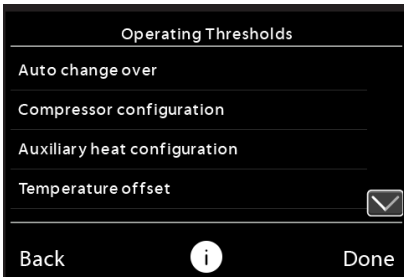 Operating Thresholds
Auto change over
Compressor configuration
Auxiliary heat configuration
Temperature offset
Back i Done